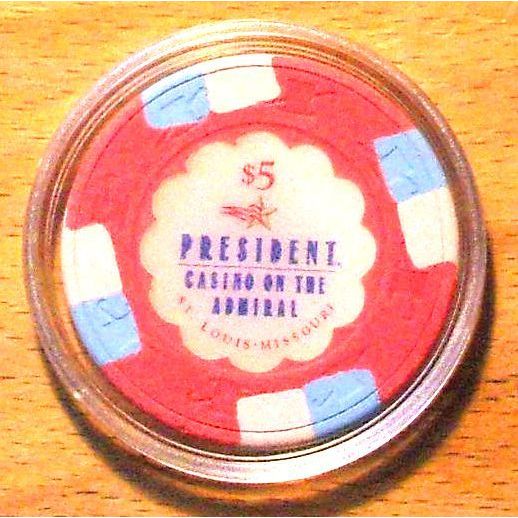 $5
PRESIDENT
CASINO ON THE
ADMIRAL
ST. LOUIS·MISSOURI